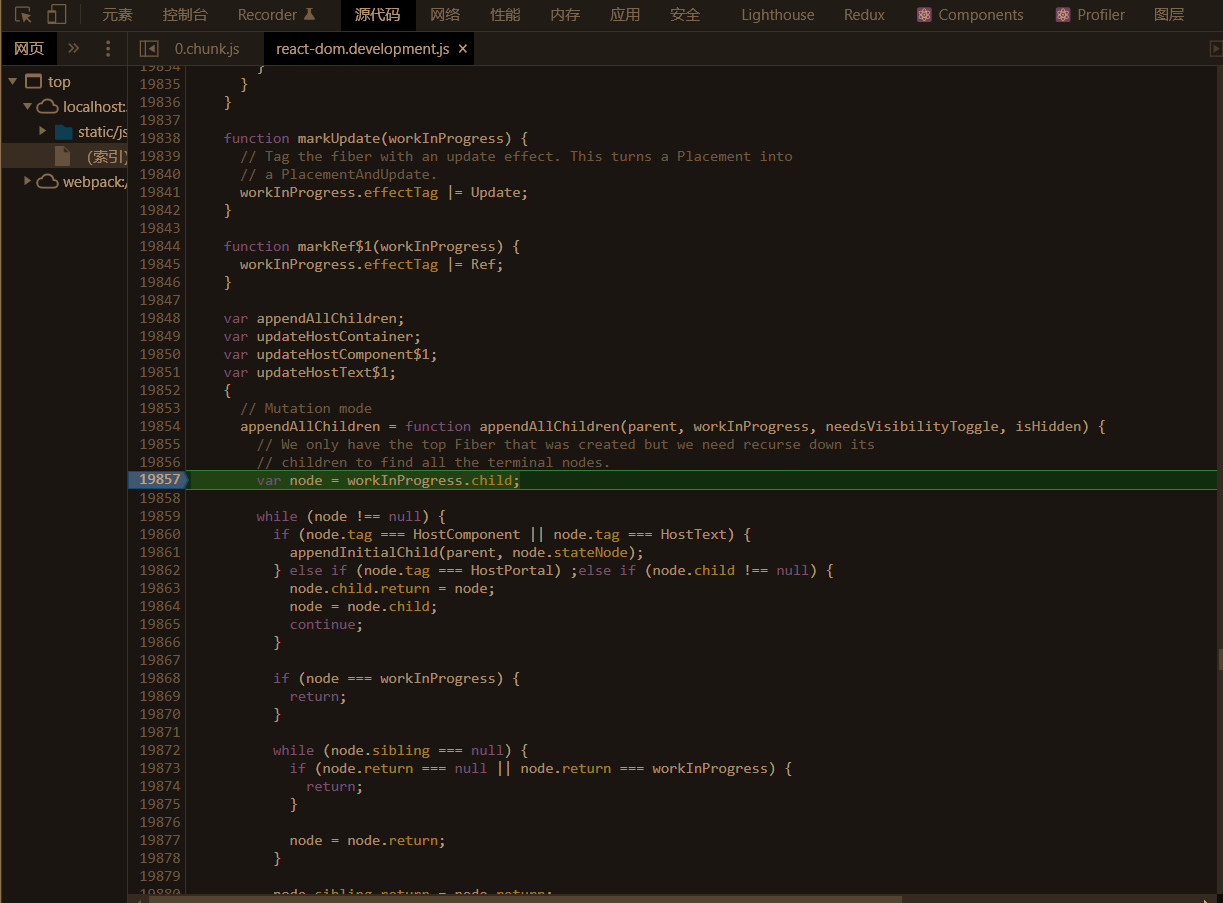 元素 控制台 Recorder 源代码 网络 性能 内存 应用 安全 Lighthouse Redux Components Profiler 图层
网页 » 0.chunk.js react-dom.development.js ×
top
localhost:
static/js
(索引)
webpack:/
19834 }
19835 }
19836 }
19837
19838 function markUpdate(workInProgress) {
19839 // Tag the fiber with an update effect. This turns a Placement into
19840 // a PlacementAndUpdate.
19841 workInProgress.effectTag |= Update;
19842 }
19843
19844 function markRef$1(workInProgress) {
19845 workInProgress.effectTag |= Ref;
19846 }
19847
19848 var appendAllChildren;
19849 var updateHostContainer;
19850 var updateHostComponent$1;
19851 var updateHostText$1;
19852 {
19853 // Mutation mode
19854 appendAllChildren = function appendAllChildren(parent, workInProgress, needsVisibilityToggle, isHidden) {
19855 // We only have the top Fiber that was created but we need recurse down its
19856 // children to find all the terminal nodes.
19857 var node = workInProgress.child;
19858
19859 while (node !== null) {
19860 if (node.tag === HostComponent || node.tag === HostText) {
19861 appendInitialChild(parent, node.stateNode);
19862 } else if (node.tag === HostPortal) ;else if (node.child !== null) {
19863 node.child.return = node;
19864 node = node.child;
19865 continue;
19866 }
19867
19868 if (node === workInProgress) {
19869 return;
19870 }
19871
19872 while (node.sibling === null) {
19873 if (node.return === null || node.return === workInProgress) {
19874 return;
19875 }
19876
19877 node = node.return;
19878 }
19879
19880 node.sibling.return = node.return;